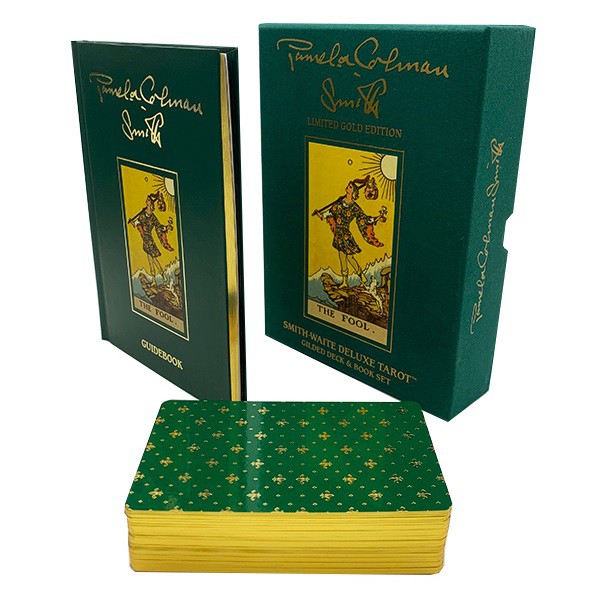 Pamela Colman
Smith
THE FOOL.
GUIDEBOOK
Pamela Colman
Smith
LIMITED GOLD EDITION
THE FOOL.
SMITH-WAITE DELUXE TAROT™
GILDED DECK & BOOK SET
Pamela Colman Smith